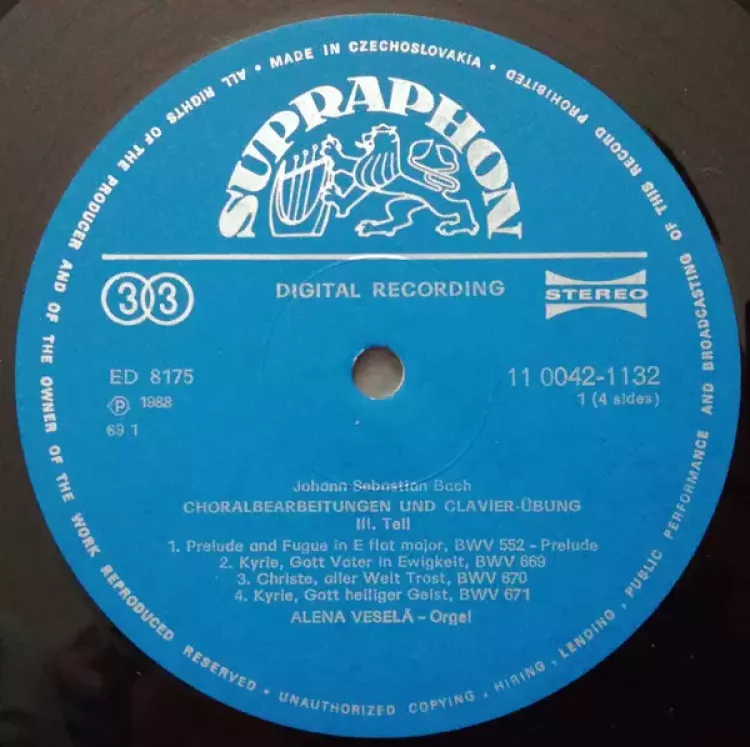 ALL RIGHTS OF THE PRODUCER AND OF THE OWNER OF THE WORK REPRODUCED RESERVED • UNAUTHORIZED COPYING, HIRING, LENDING, PUBLIC PERFORMANCE AND BROADCASTING OF THIS RECORD PROHIBITED • MADE IN CZECHOSLOVAKIA •
SUPRAPHON
33 DIGITAL RECORDING STEREO
ED 8175 11 0042-1132
Ⓟ 1988 1 (4 sides)
69 1
Johann Sebastian Bach
CHORALBEARBEITUNGEN UND CLAVIER-ÜBUNG
III. Teil
1. Prelude and Fugue in E flat major, BWV 552 - Prelude
2. Kyrie, Gott Vater in Ewigkeit, BWV 669
3. Christe, aller Welt Trost, BWV 670
4. Kyrie, Gott heiliger Geist, BWV 671
ALENA VESELÁ - Orgel